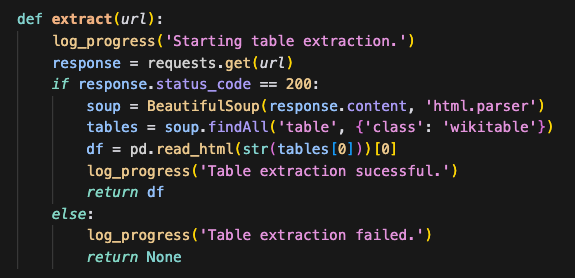 def extract(url):
    log_progress('Starting table extraction.')
    response = requests.get(url)
    if response.status_code == 200:
        soup = BeautifulSoup(response.content, 'html.parser')
        tables = soup.findAll('table', {'class': 'wikitable'})
        df = pd.read_html(str(tables[0]))[0]
        log_progress('Table extraction sucessful.')
        return df
    else:
        log_progress('Table extraction failed.')
        return None